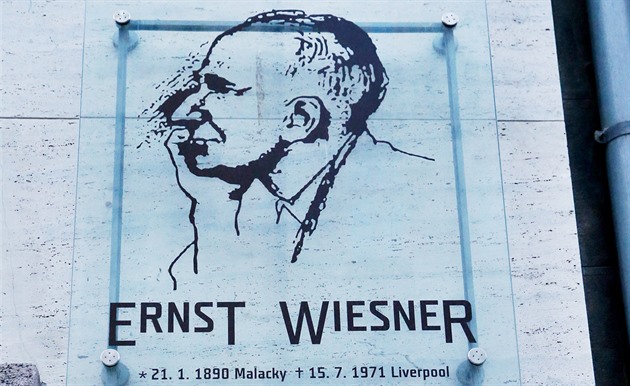 ERNST WIESNER
* 21. 1. 1890 Malacky † 15. 7. 1971 Liverpool